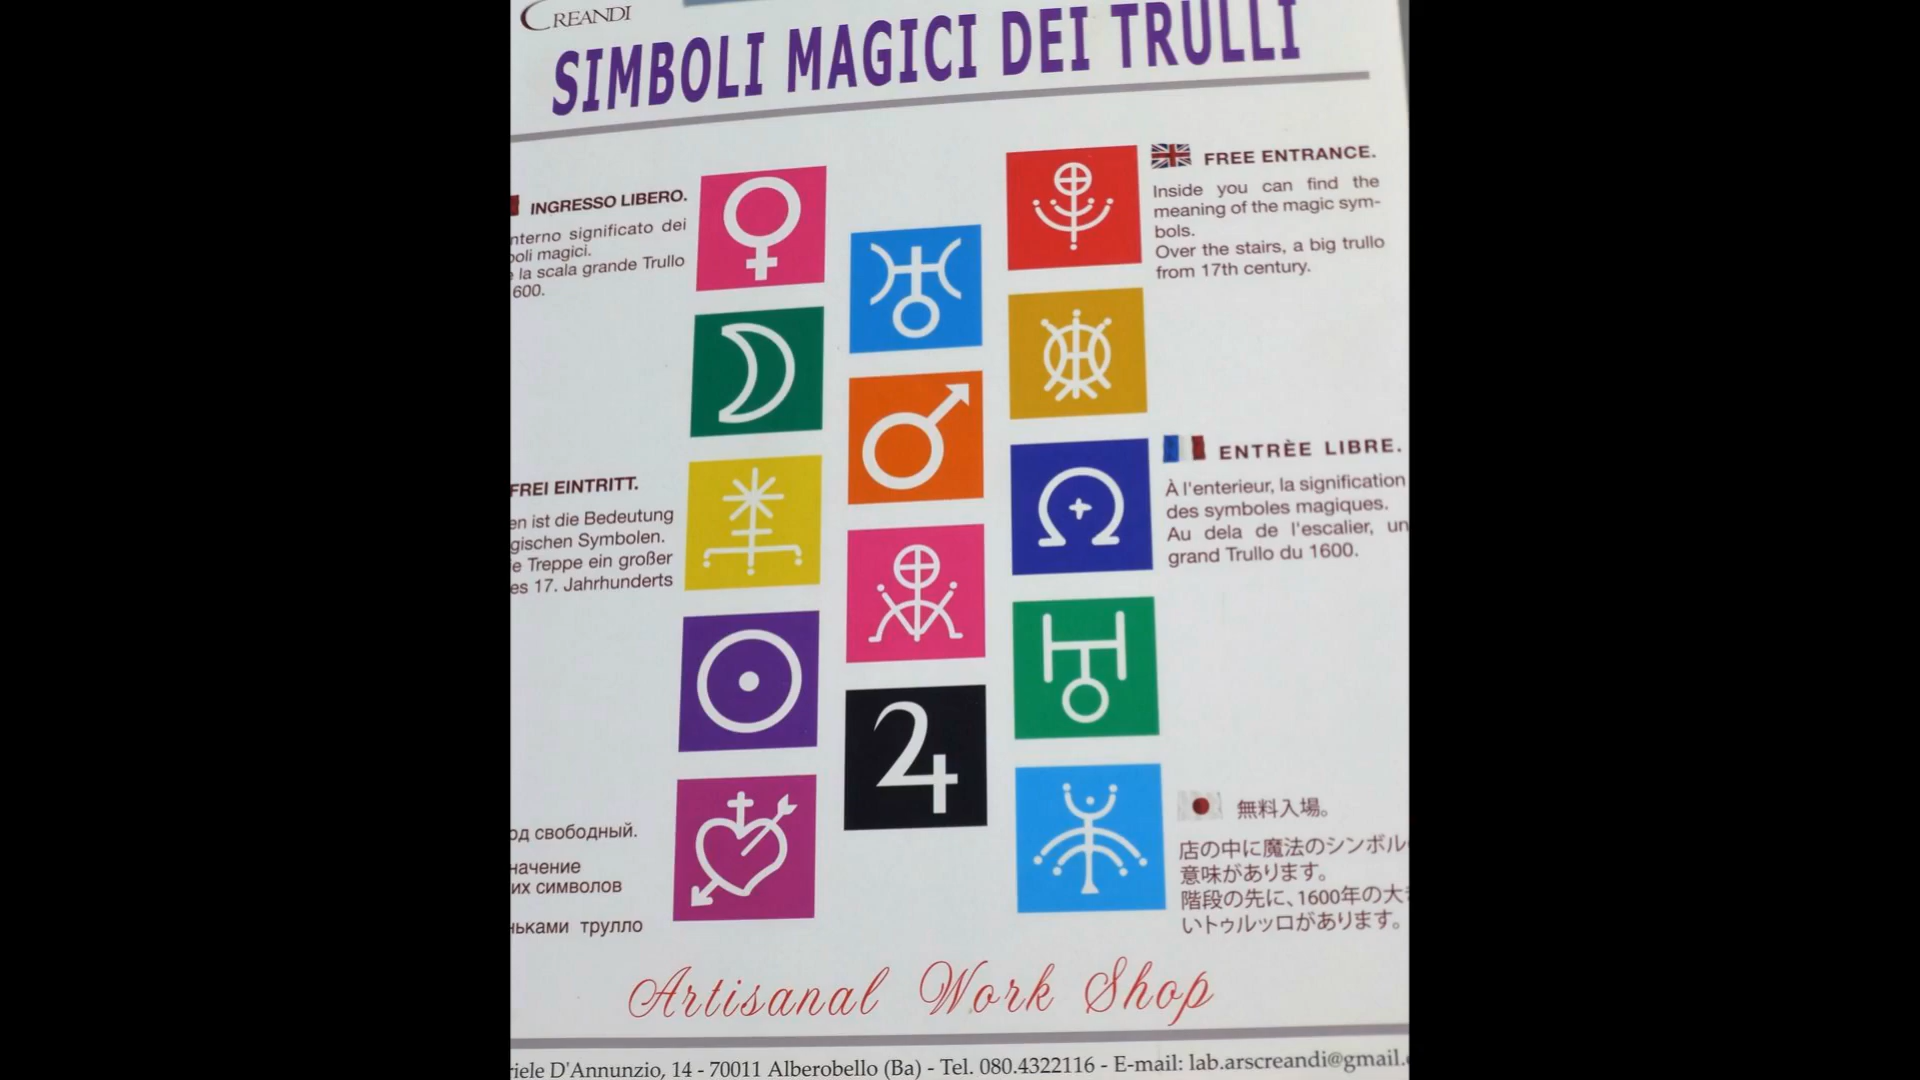 CREANDI
SIMBOLI MAGICI DEI TRULLI
INGRESSO LIBERO.
nterno significato dei
boli magici.
la scala grande Trullo
600.
FREE ENTRANCE.
Inside you can find the
meaning of the magic sym-
bols.
Over the stairs, a big trullo
from 17th century.
FREI EINTRITT.
en ist die Bedeutung
gischen Symbolen.
e Treppe ein großer
es 17. Jahrhunderts
ENTRÈE LIBRE.
À l'enterieur, la signification
des symboles magiques.
Au dela de l'escalier, un
grand Trullo du 1600.
од свободный.
начение
их символов
ньками трулло
無料入場。
店の中に魔法のシンボル
意味があります。
階段の先に、1600年の大き
いトゥルッロがあります。
Artisanal Work Shop
riele D'Annunzio, 14 - 70011 Alberobello (Ba) - Tel. 080.4322116 - E-mail: lab.arscreandi@gmail.